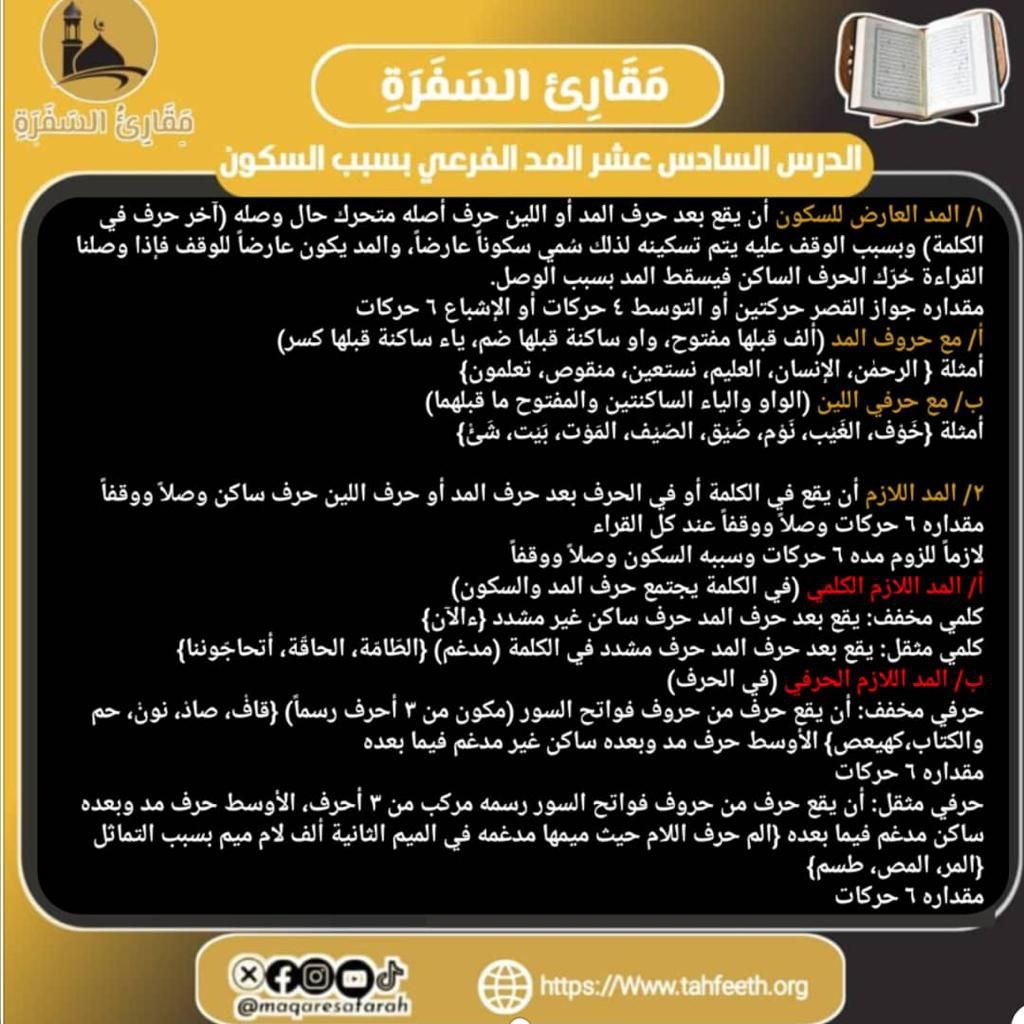 مَقَارِئُ السَفَرَةِ
مَقَارِئ السَفَرَةِ
الدرس السادس عشر المد الفرعي بسبب السكون
١/ المد العارض للسكون أن يقع بعد حرف المد أو اللين حرف أصله متحرك حال وصله (آخر حرف في
الكلمة) وبسبب الوقف عليه يتم تسكينه لذلك سُمي سكوناً عارضاً، والمد يكون عارضاً للوقف فإذا وصلنا
القراءة حُرّك الحرف الساكن فيسقط المد بسبب الوصل.
مقداره جواز القصر حركتين أو التوسط ٤ حركات أو الإشباع ٦ حركات
أ/ مع حروف المد (ألف قبلها مفتوح، واو ساكنة قبلها ضم، ياء ساكنة قبلها كسر)
أمثلة { الرحمٰن، الإنسان، العليم، نستعين، منقوص، تعلمون}
ب/ مع حرفي اللين (الواو والياء الساكنتين والمفتوح ما قبلهما)
أمثلة {خَوْف، الغَيْب، نَوْم، ضَيْق، الصَيْف، المَوْت، بَيْت، شَئْ}
٢/ المد اللازم أن يقع في الكلمة أو في الحرف بعد حرف المد أو حرف اللين حرف ساكن وصلاً ووقفاً
مقداره ٦ حركات وصلاً ووقفاً عند كل القراء
لازماً للزوم مده ٦ حركات وسببه السكون وصلاً ووقفاً
أ/ المد اللازم الكلمي (في الكلمة يجتمع حرف المد والسكون)
كلمي مخفف: يقع بعد حرف المد حرف ساكن غير مشدد {ءالآن}
كلمي مثقل: يقع بعد حرف المد حرف مشدد في الكلمة (مدغم) {الطَامَة، الحاقَة، أتحاجَوننا}
ب/ المد اللازم الحرفي (في الحرف)
حرفي مخفف: أن يقع حرف من حروف فواتح السور (مكون من ٣ أحرف رسماً) {قافْ، صادْ، نونْ، حم
والكتاب،كهيعص} الأوسط حرف مد وبعده ساكن غير مدغم فيما بعده
مقداره ٦ حركات
حرفي مثقل: أن يقع حرف من حروف فواتح السور رسمه مركب من ٣ أحرف، الأوسط حرف مد وبعده
ساكن مدغم فيما بعده {الم حرف اللام حيث ميمها مدغمه في الميم الثانية ألف لام ميم بسبب التماثل
{المر، المص، طسم}
مقداره ٦ حركات
@maqaresafarah
https://Www.tahfeeth.org